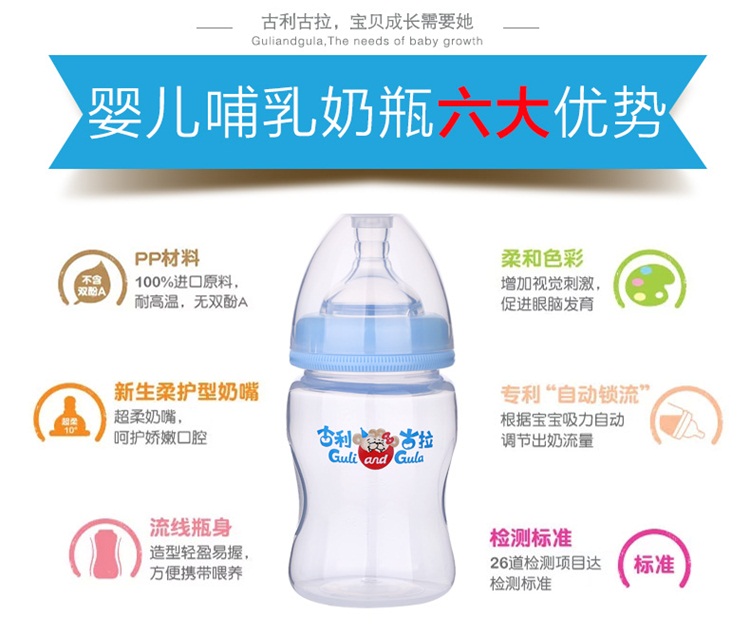 古利古拉，宝贝成长需要她
Guliandgula,The needs of baby growth
婴儿哺乳奶瓶六大优势
不含
双酚A
PP材料
100%进口原料，
耐高温，无双酚A
柔和色彩
增加视觉刺激，
促进眼脑发育
超柔
10°
新生柔护型奶嘴
超柔奶嘴，
呵护娇嫩口腔
专利“自动锁流”
根据宝宝吸力自动
调节出奶流量
古利 古拉
Guli and Gula
流线瓶身
造型轻盈易握，
方便携带喂养
检测标准
26道检测项目达
检测标准
标准